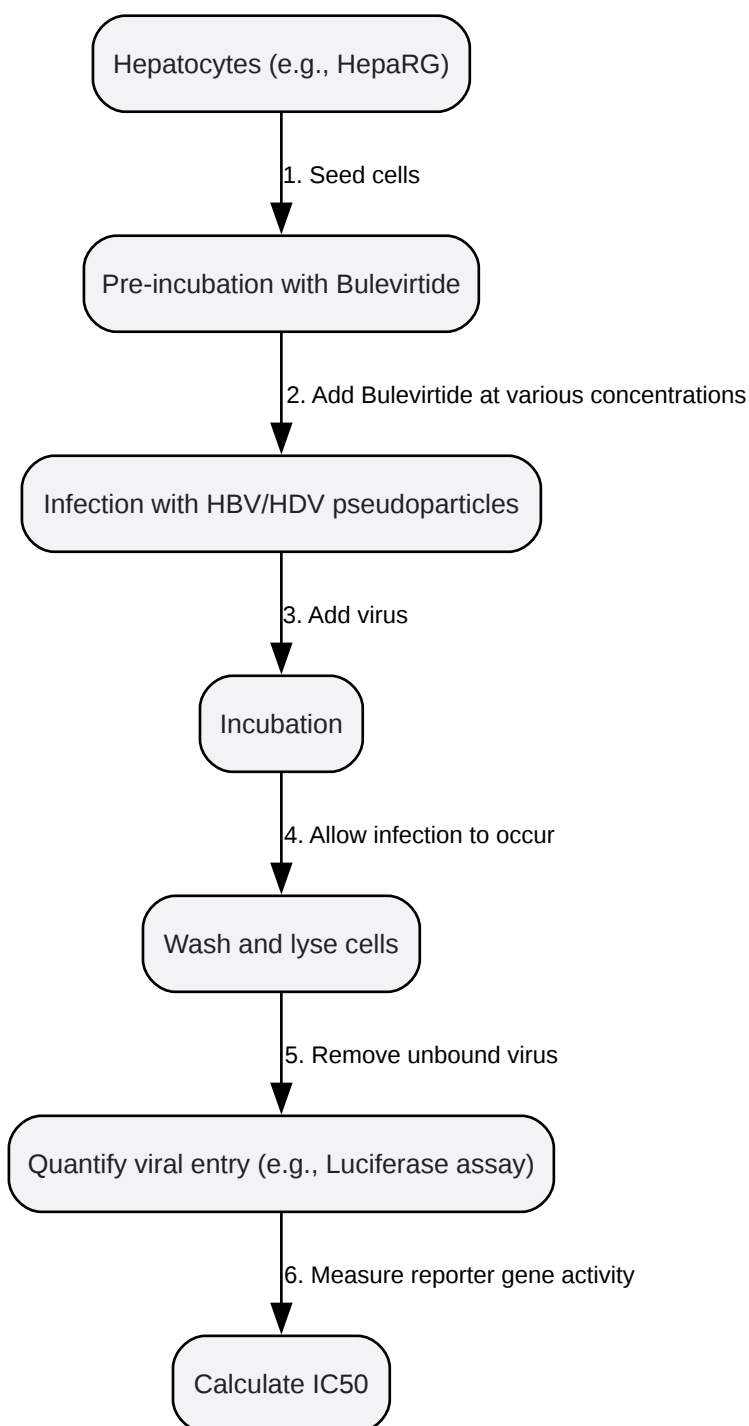 Hepatocytes (e.g., HepaRG)
1. Seed cells
Pre-incubation with Bulevirtide
2. Add Bulevirtide at various concentrations
Infection with HBV/HDV pseudoparticles
3. Add virus
Incubation
4. Allow infection to occur
Wash and lyse cells
5. Remove unbound virus
Quantify viral entry (e.g., Luciferase assay)
6. Measure reporter gene activity
Calculate IC50